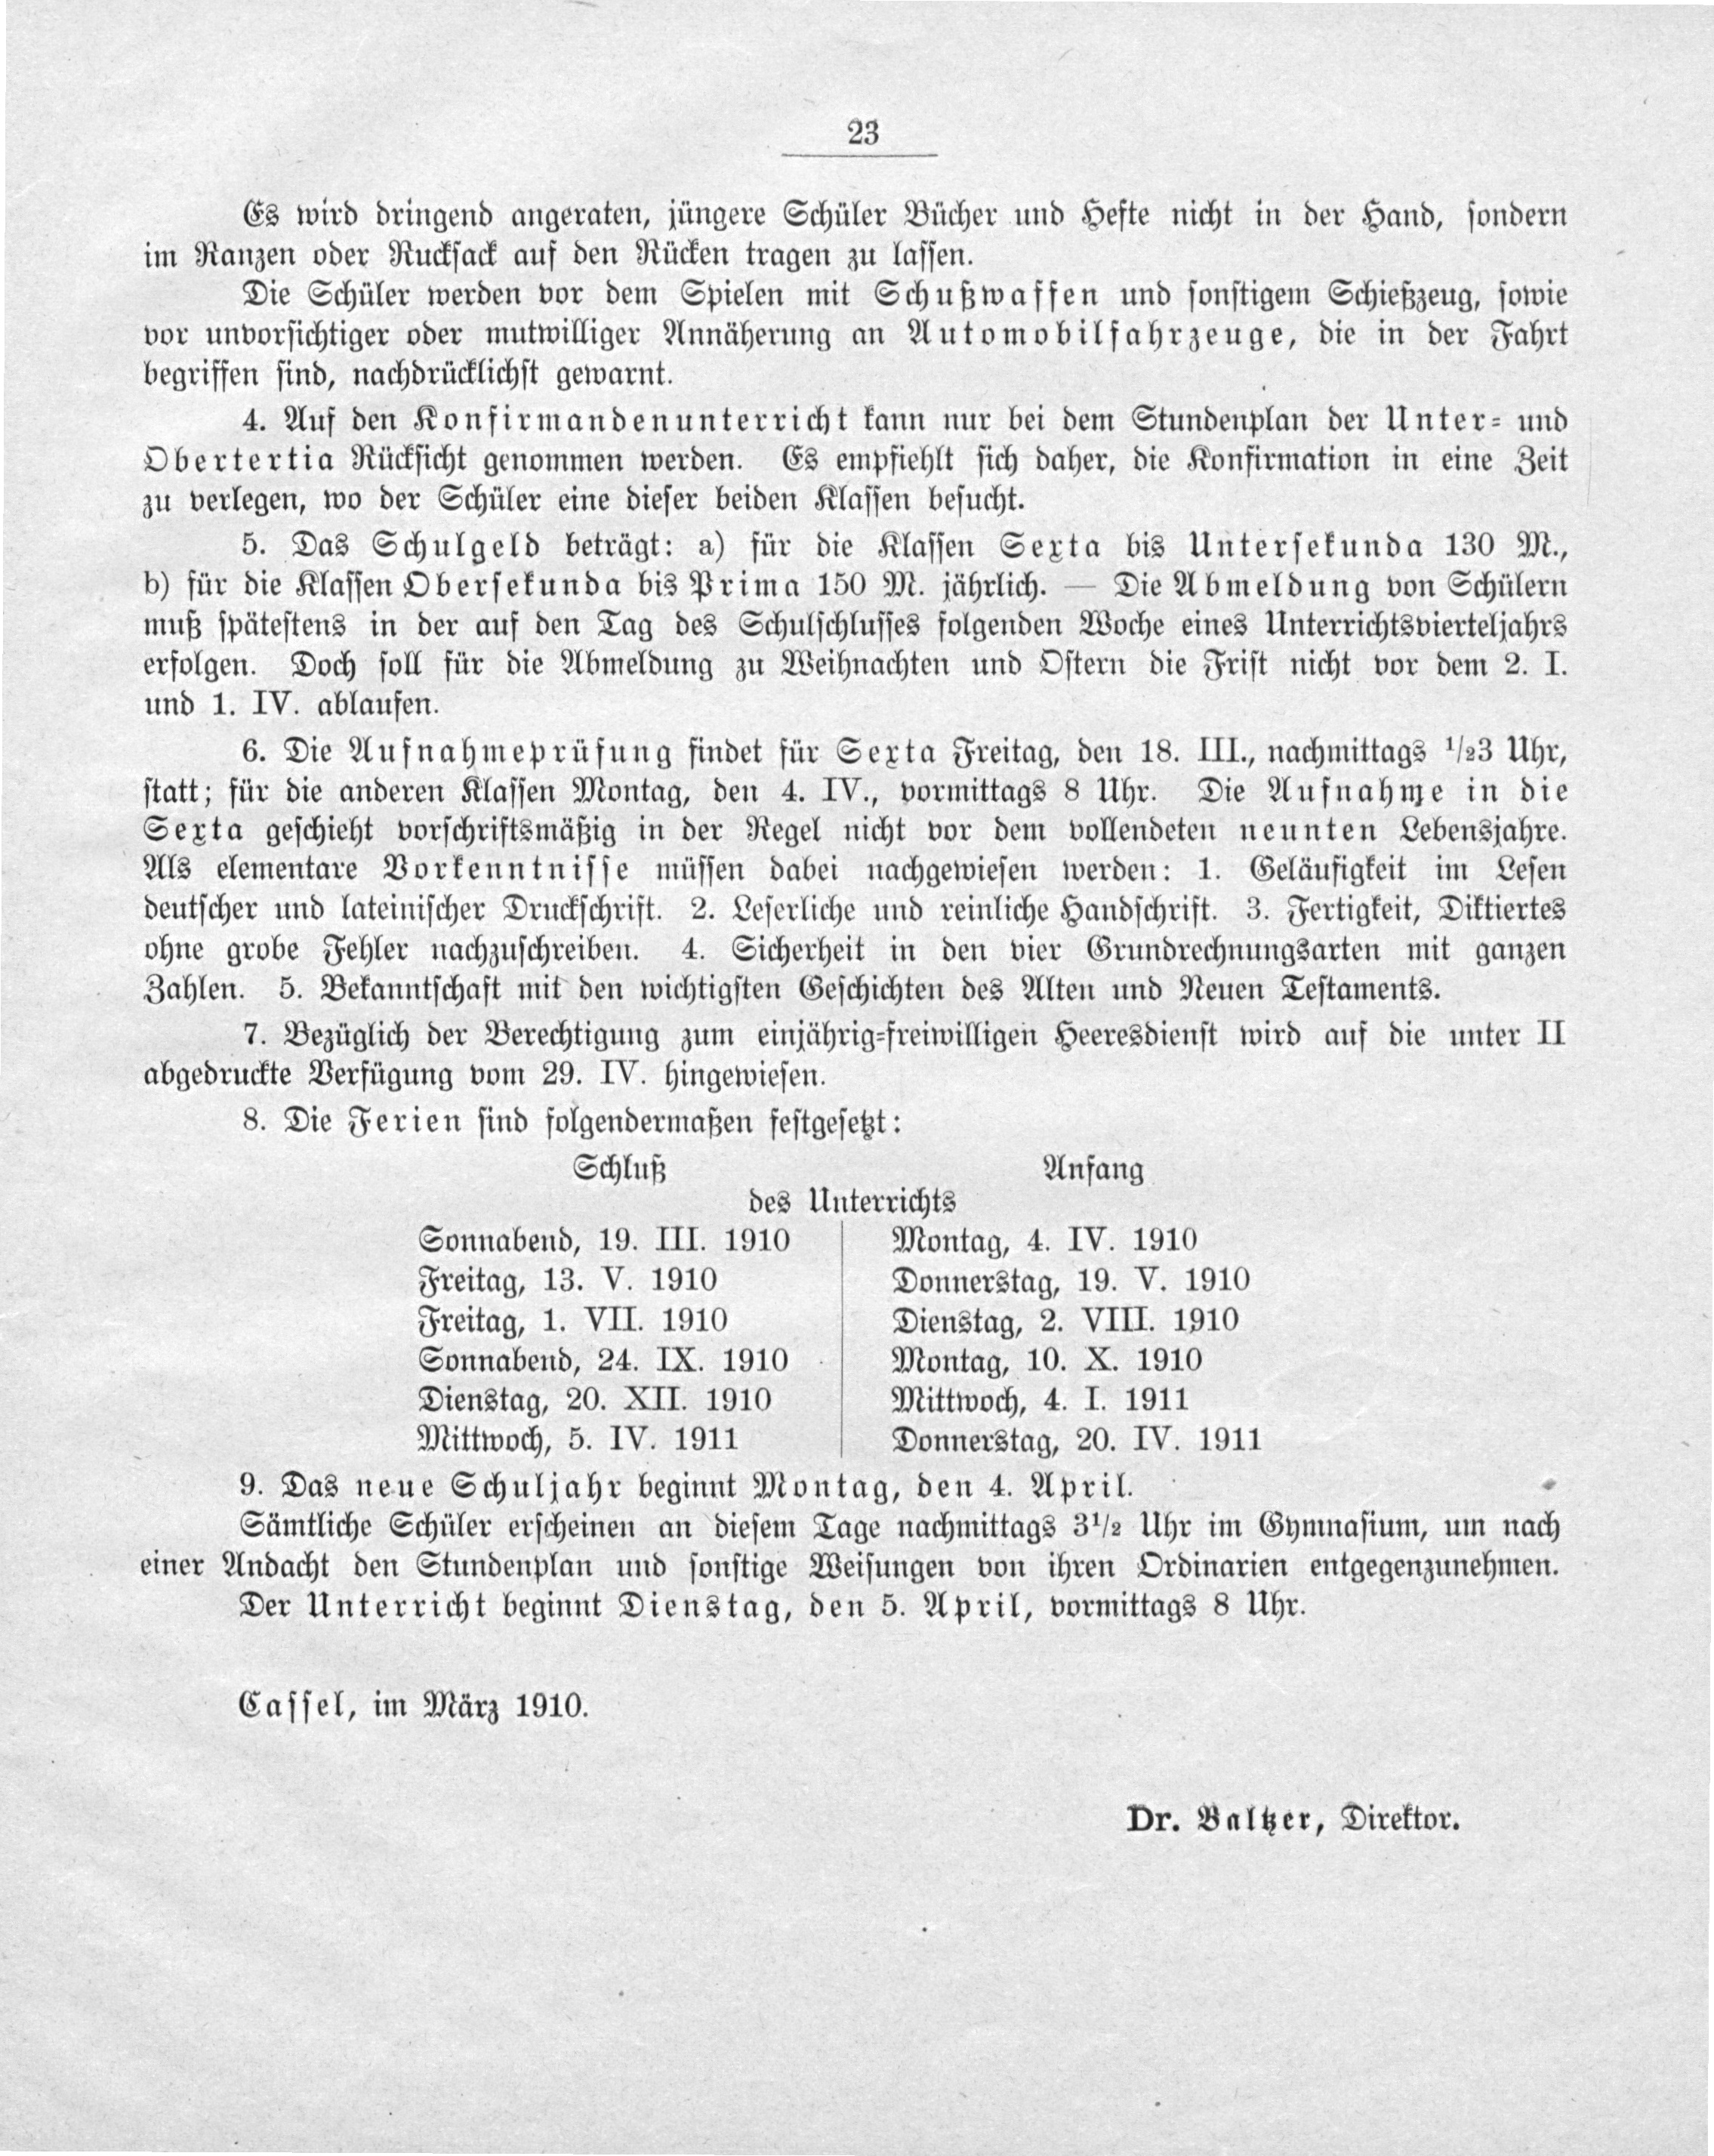 23
Es wird dringend angeraten, jüngere Schüler Bücher und Hefte nicht in der Hand, sondern
im Ranzen oder Rucksack auf den Rücken tragen zu lassen.
Die Schüler werden vor dem Spielen mit Schußwaffen und sonstigem Schießzeug, sowie
vor unvorsichtiger oder mutwilliger Annäherung an Automobilfahrzeuge, die in der Fahrt
begriffen sind, nachdrücklichst gewarnt.
4. Auf den Konfirmandenunterricht kann nur bei dem Stundenplan der Unter- und
Obertertia Rücksicht genommen werden. Es empfiehlt sich daher, die Konfirmation in eine Zeit
zu verlegen, wo der Schüler eine dieser beiden Klassen besucht.
5. Das Schulgeld beträgt: a) für die Klassen Sexta bis Untersekunda 130 M.,
b) für die Klassen Obersekunda bis Prima 150 M. jährlich. — Die Abmeldung von Schülern
muß spätestens in der auf den Tag des Schulschlusses folgenden Woche eines Unterrichtsvierteljahrs
erfolgen. Doch soll für die Abmeldung zu Weihnachten und Ostern die Frist nicht vor dem 2. I.
und 1. IV. ablaufen.
6. Die Aufnahmeprüfung findet für Sexta Freitag, den 18. III., nachmittags 1/23 Uhr,
statt; für die anderen Klassen Montag, den 4. IV., vormittags 8 Uhr. Die Aufnahme in die
Sexta geschieht vorschriftsmäßig in der Regel nicht vor dem vollendeten neunten Lebensjahre.
Als elementare Vorkenntnisse müssen dabei nachgewiesen werden: 1. Geläufigkeit im Lesen
deutscher und lateinischer Druckschrift. 2. Leserliche und reinliche Handschrift. 3. Fertigkeit, Diktiertes
ohne grobe Fehler nachzuschreiben. 4. Sicherheit in den vier Grundrechnungsarten mit ganzen
Zahlen. 5. Bekanntschaft mit den wichtigsten Geschichten des Alten und Neuen Testaments.
7. Bezüglich der Berechtigung zum einjährig-freiwilligen Heeresdienst wird auf die unter II
abgedruckte Verfügung vom 29. IV. hingewiesen.
8. Die Ferien sind folgendermaßen festgesetzt:
Schluß Anfang
des Unterrichts
Sonnabend, 19. III. 1910 Montag, 4. IV. 1910
Freitag, 13. V. 1910 Donnerstag, 19. V. 1910
Freitag, 1. VII. 1910 Dienstag, 2. VIII. 1910
Sonnabend, 24. IX. 1910 Montag, 10. X. 1910
Dienstag, 20. XII. 1910 Mittwoch, 4. I. 1911
Mittwoch, 5. IV. 1911 Donnerstag, 20. IV. 1911
9. Das neue Schuljahr beginnt Montag, den 4. April.
Sämtliche Schüler erscheinen an diesem Tage nachmittags 3 1/2 Uhr im Gymnasium, um nach
einer Andacht den Stundenplan und sonstige Weisungen von ihren Ordinarien entgegenzunehmen.
Der Unterricht beginnt Dienstag, den 5. April, vormittags 8 Uhr.
Cassel, im März 1910.
Dr. Baltzer, Direktor.